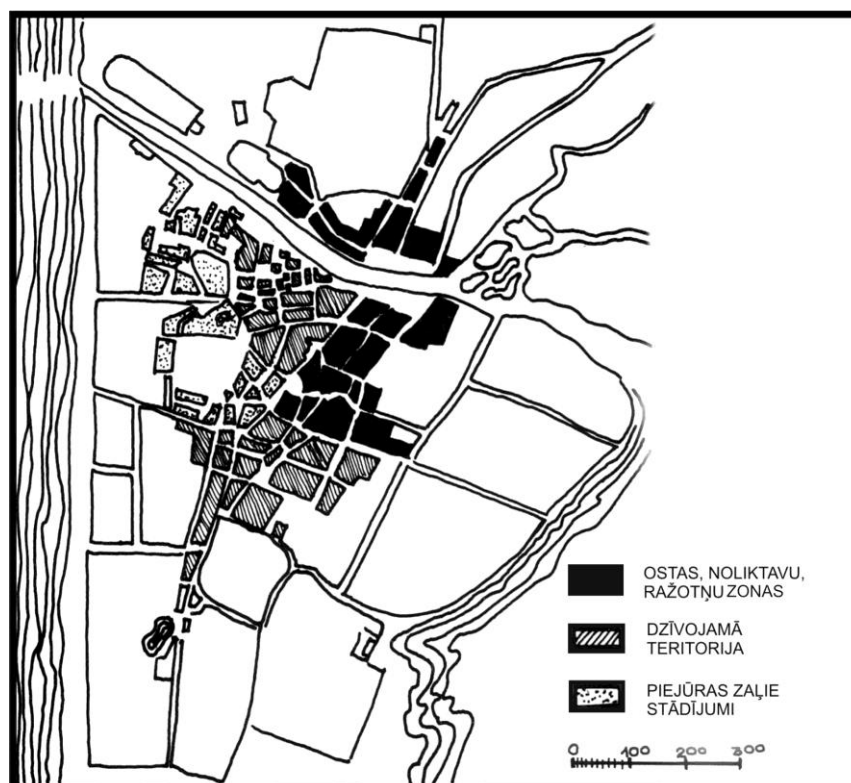 OSTAS, NOLIKTAVU,
RAŽOTŅU ZONAS
DZĪVOJAMĀ
TERITORIJA
PIEJŪRAS ZAĻIE
STĀDĪJUMI
0 100 200 300